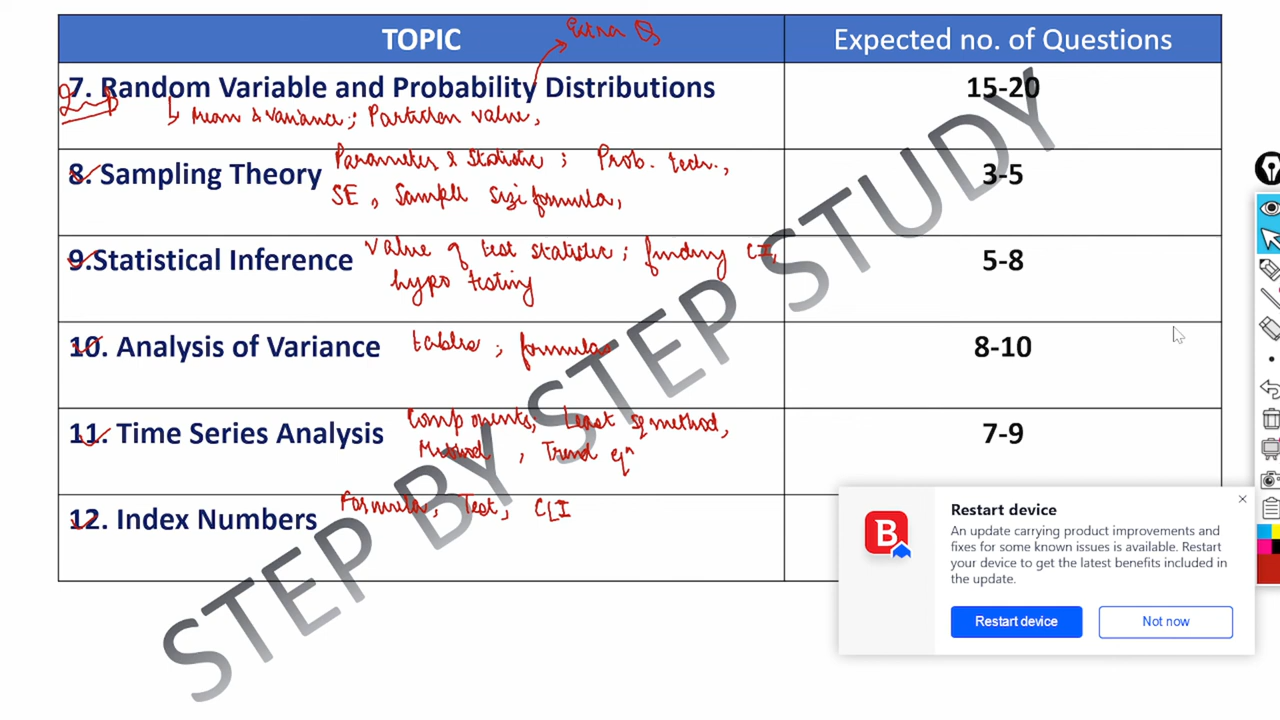 TOPIC
Extra Qs
Expected no. of Questions
7. Random Variable and Probability Distributions
15-20
Imp
Mean & Variance; Partition value,
8. Sampling Theory
Parameter & Statistic ; Prob. tech.,
SE, Sample size formula,
3-5
9.Statistical Inference
Value of test statistic; finding CI,
hypo testing
5-8
10. Analysis of Variance
tables ; formulas
8-10
11. Time Series Analysis
Components; Least sq method,
Method , Trend eqn
7-9
12. Index Numbers
Formula, Test, CLI
STEP BY STEP STUDY
Restart device
An update carrying product improvements and
fixes for some known issues is available. Restart
your device to get the latest benefits included in
the update.
Restart device
Not now
B